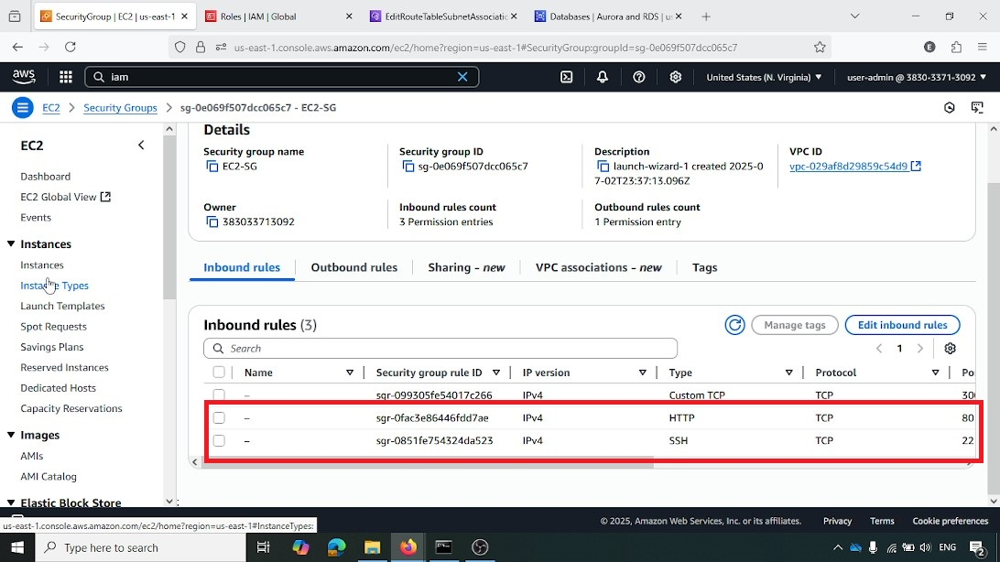 SecurityGroup | EC2 | us-east-1
Roles | IAM | Global
EditRouteTableSubnetAssociatio
Databases | Aurora and RDS | us
us-east-1.console.aws.amazon.com/ec2/home?region=us-east-1#SecurityGroup:groupId=sg-0e069f507dcc065c7
E
aws
iam
United States (N. Virginia)
user-admin @ 3830-3371-3092
EC2
Security Groups
sg-0e069f507dcc065c7 - EC2-SG
EC2
Dashboard
EC2 Global View
Events
Instances
Instances
Instance Types
Launch Templates
Spot Requests
Savings Plans
Reserved Instances
Dedicated Hosts
Capacity Reservations
Images
AMIs
AMI Catalog
Elastic Block Store
Details
Security group name
EC2-SG
Security group ID
sg-0e069f507dcc065c7
Description
launch-wizard-1 created 2025-0
7-02T23:37:13.096Z
VPC ID
vpc-029af8d29859c54d9
Owner
383033713092
Inbound rules count
3 Permission entries
Outbound rules count
1 Permission entry
Inbound rules
Outbound rules
Sharing - new
VPC associations - new
Tags
Inbound rules (3)
Manage tags
Edit inbound rules
Search
1
Name Security group rule ID IP version Type Protocol Po
– sgr-099305fe54017c266 IPv4 Custom TCP TCP 300
– sgr-0fac3e86446fdd7ae IPv4 HTTP TCP 80
– sgr-0851fe754324da523 IPv4 SSH TCP 22
us-east-1.console.aws.amazon.com/ec2/home?region=us-east-1#InstanceTypes:
© 2025, Amazon Web Services, Inc. or its affiliates.
Privacy
Terms
Cookie preferences
Type here to search
ENG
2